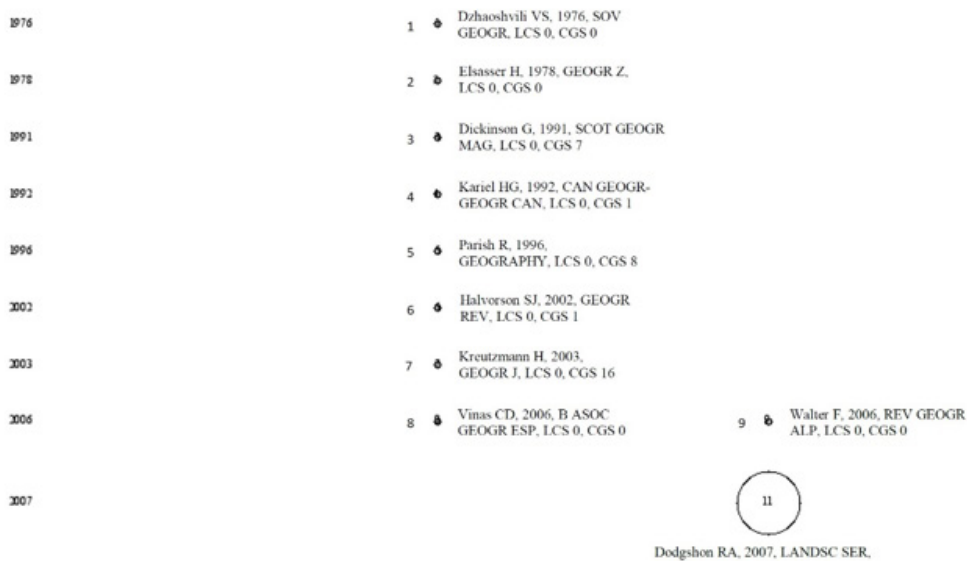 1976
1
Dzhaoshvili VS, 1976, SOV
GEOGR, LCS 0, CGS 0
1978
2
Elsasser H, 1978, GEOGR Z,
LCS 0, CGS 0
1991
3
Dickinson G, 1991, SCOT GEOGR
MAG, LCS 0, CGS 7
1992
4
Kariel HG, 1992, CAN GEOGR-
GEOGR CAN, LCS 0, CGS 1
1996
5
Parish R, 1996,
GEOGRAPHY, LCS 0, CGS 8
2002
6
Halvorson SJ, 2002, GEOGR
REV, LCS 0, CGS 1
2003
7
Kreutzmann H, 2003,
GEOGR J, LCS 0, CGS 16
2006
8
Vinas CD, 2006, B ASOC
GEOGR ESP, LCS 0, CGS 0
9
Walter F, 2006, REV GEOGR
ALP, LCS 0, CGS 0
2007
11
Dodgshon RA, 2007, LANDSC SER,